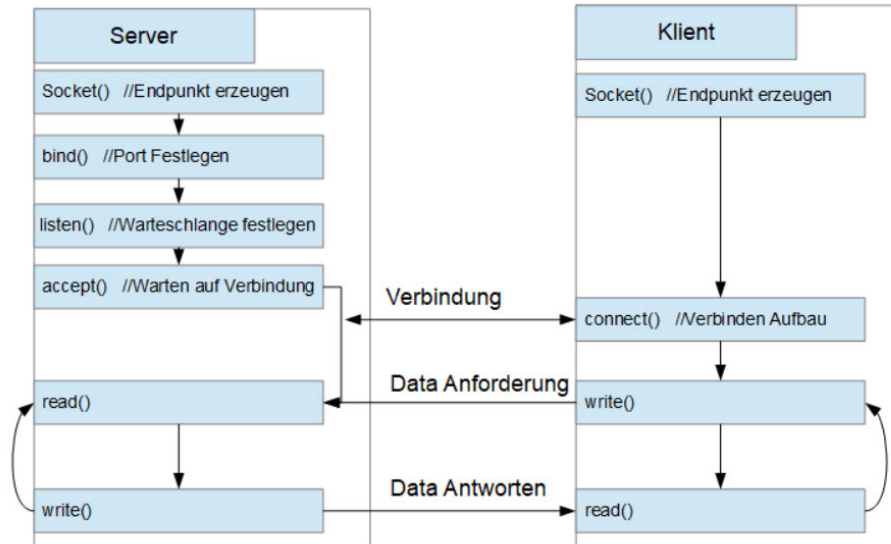 Server
Socket() //Endpunkt erzeugen
bind() //Port Festlegen
listen() //Warteschlange festlegen
accept() //Warten auf Verbindung
read()
write()
Verbindung
Data Anforderung
Data Antworten
Klient
Socket() //Endpunkt erzeugen
connect() //Verbinden Aufbau
write()
read()